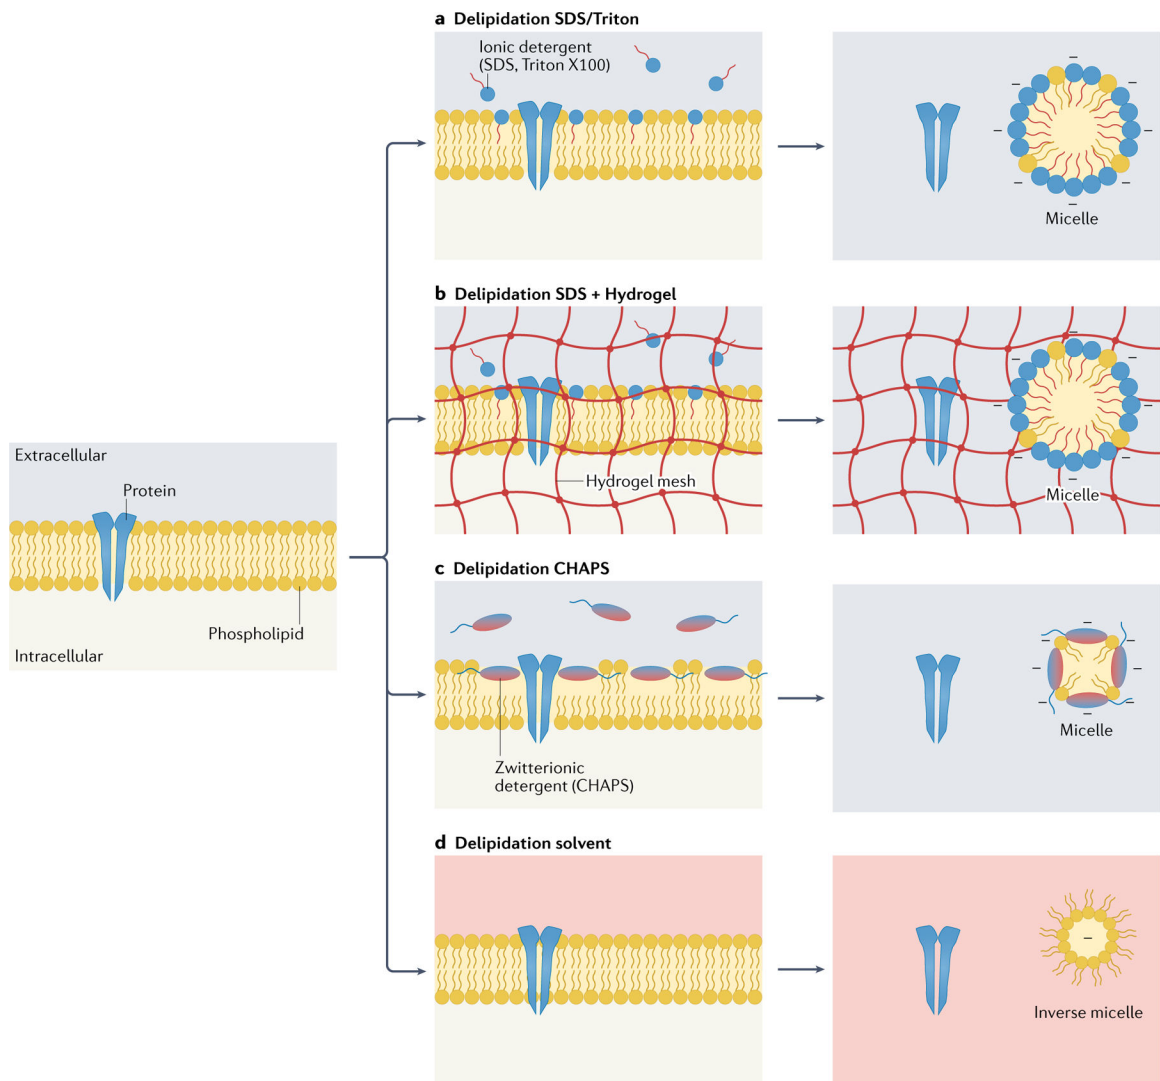 a Delipidation SDS/Triton
Ionic detergent
(SDS, Triton X100)
Micelle
b Delipidation SDS + Hydrogel
Hydrogel mesh
Micelle
Extracellular
Protein
Phospholipid
Intracellular
c Delipidation CHAPS
Zwitterionic
detergent (CHAPS)
Micelle
d Delipidation solvent
Inverse micelle